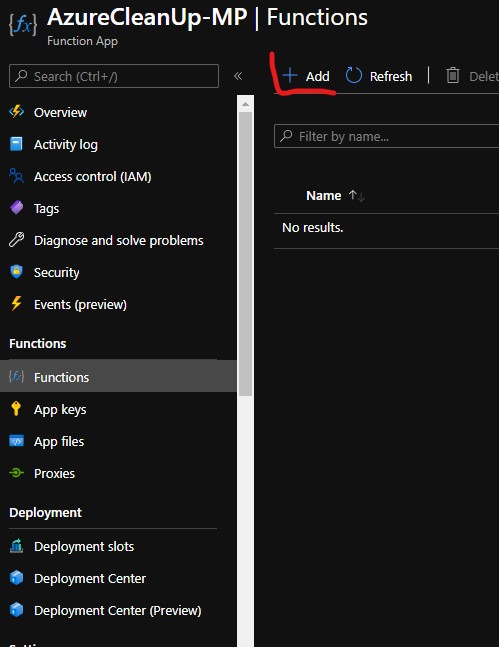 AzureCleanUp-MP | Functions
Function App
Search (Ctrl+/)
«
Add
Refresh
Delet
Overview
Activity log
Access control (IAM)
Tags
Diagnose and solve problems
Security
Events (preview)
Filter by name...
Name
No results.
Functions
Functions
App keys
App files
Proxies
Deployment
Deployment slots
Deployment Center
Deployment Center (Preview)